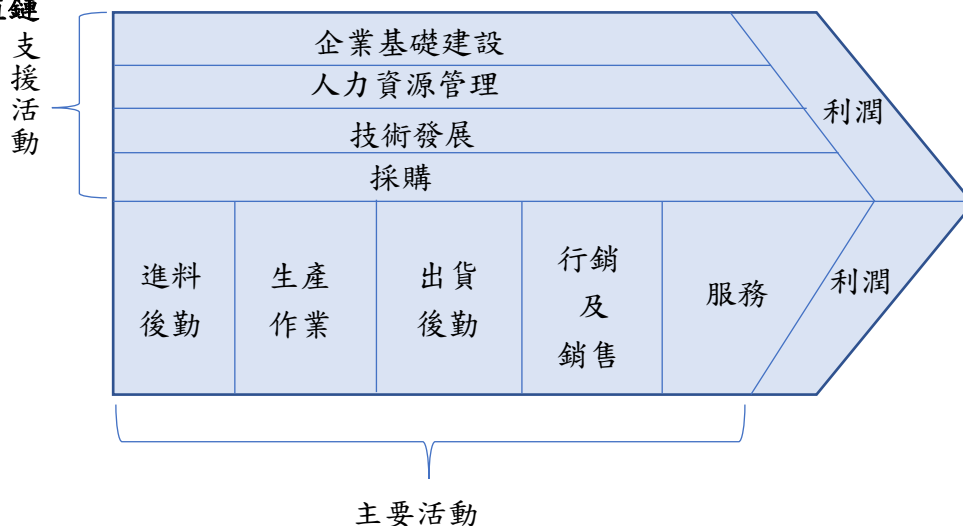 鏈
支援活動
企業基礎建設
人力資源管理
技術發展
採購
利潤
進料
後勤
生產
作業
出貨
後勤
行銷
及
銷售
服務
利潤
主要活動